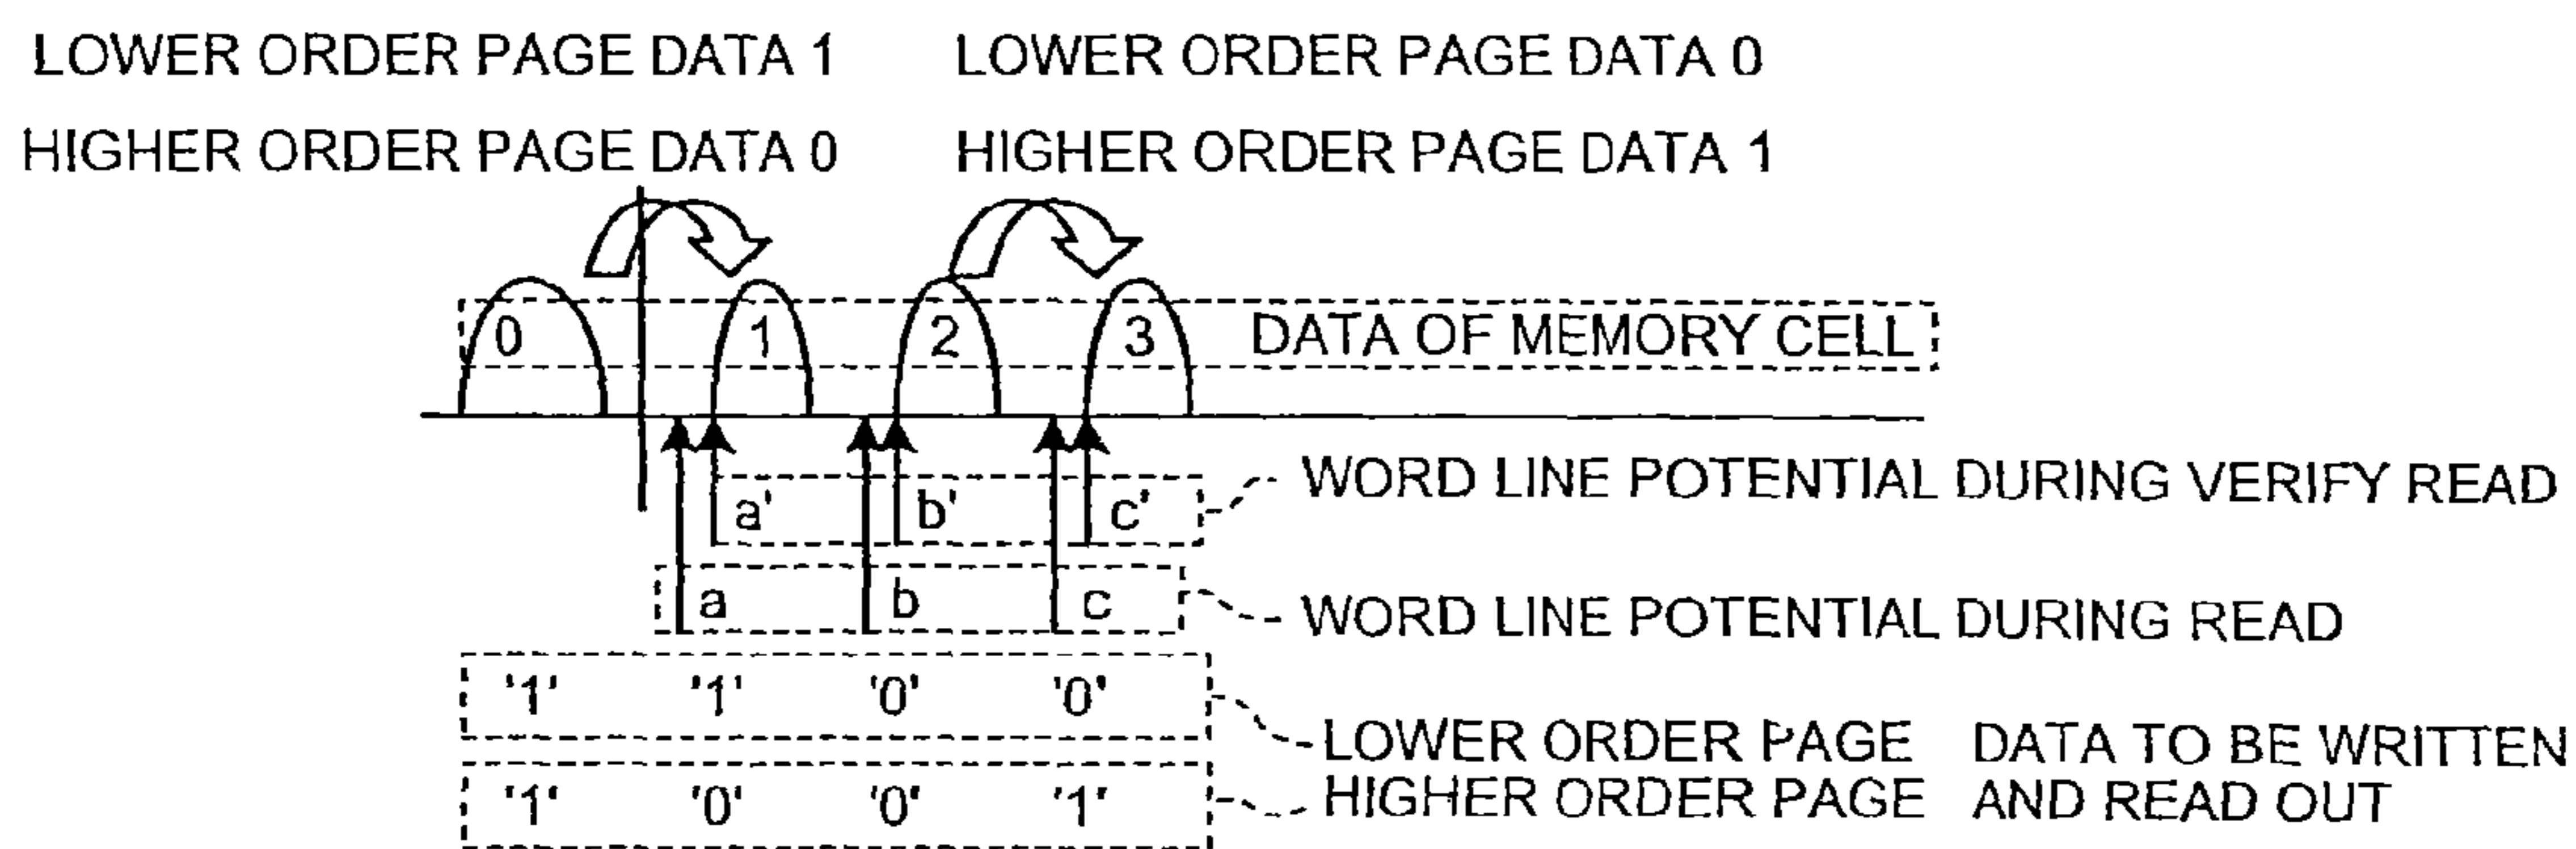 LOWER ORDER PAGE DATA 1 LOWER ORDER PAGE DATA 0
HIGHER ORDER PAGE DATA 0 HIGHER ORDER PAGE DATA 1
0 1 2 3 DATA OF MEMORY CELL
a' b' c' WORD LINE POTENTIAL DURING VERIFY READ
a b c WORD LINE POTENTIAL DURING READ
'1' '1' '0' '0'
LOWER ORDER PAGE DATA TO BE WRITTEN
'1' '0' '0' '1' HIGHER ORDER PAGE AND READ OUT